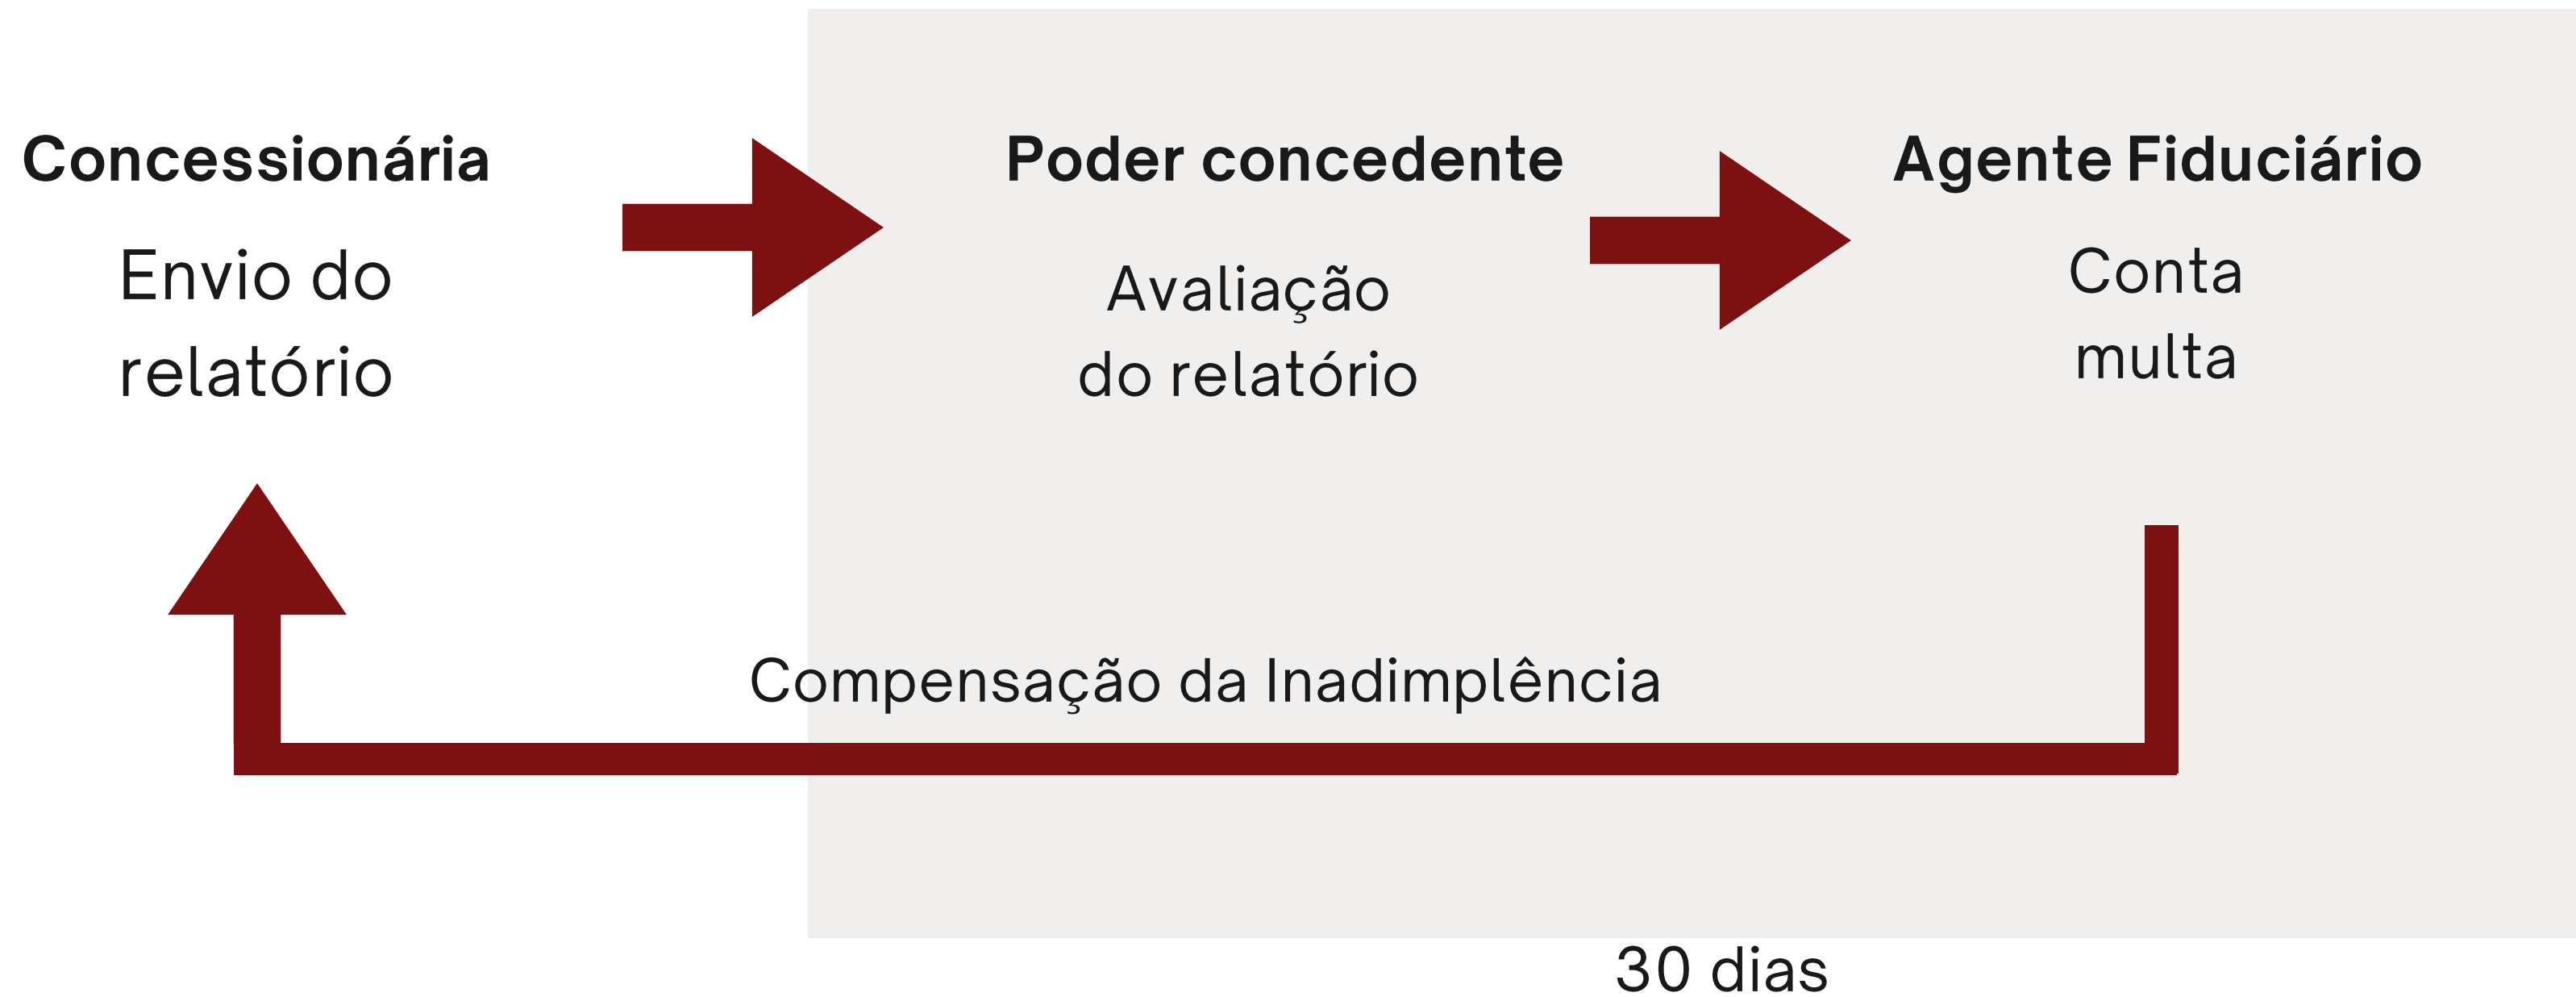 Concessionária
Envio do
relatório
Poder concedente
Avaliação
do relatório
Agente Fiduciário
Conta
multa
Compensação da Inadimplência
30 dias